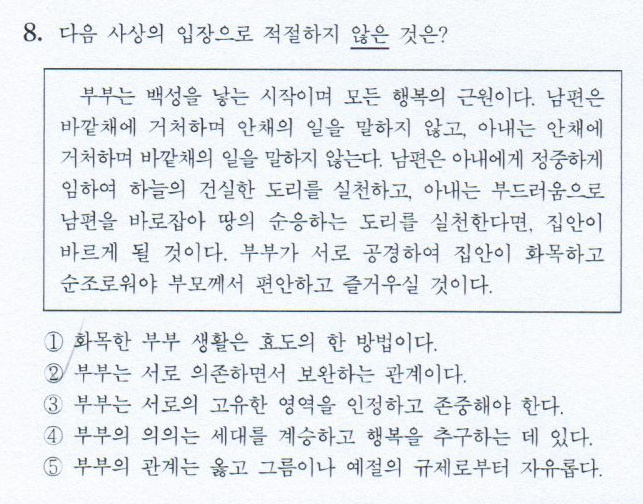 8. 다음 사상의 입장으로 적절하지 않은 것은?
부부는 백성을 낳는 시작이며 모든 행복의 근원이다. 남편은
바깥채에 거처하며 안채의 일을 말하지 않고, 아내는 안채에
거처하며 바깥채의 일을 말하지 않는다. 남편은 아내에게 정중하게
임하여 하늘의 건실한 도리를 실천하고, 아내는 부드러움으로
남편을 바로잡아 땅의 순응하는 도리를 실천한다면, 집안이
바르게 될 것이다. 부부가 서로 공경하여 집안이 화목하고
순조로워야 부모께서 편안하고 즐거우실 것이다.
① 화목한 부부 생활은 효도의 한 방법이다.
② 부부는 서로 의존하면서 보완하는 관계이다.
③ 부부는 서로의 고유한 영역을 인정하고 존중해야 한다.
④ 부부의 의의는 세대를 계승하고 행복을 추구하는 데 있다.
⑤ 부부의 관계는 옳고 그름이나 예절의 규제로부터 자유롭다.